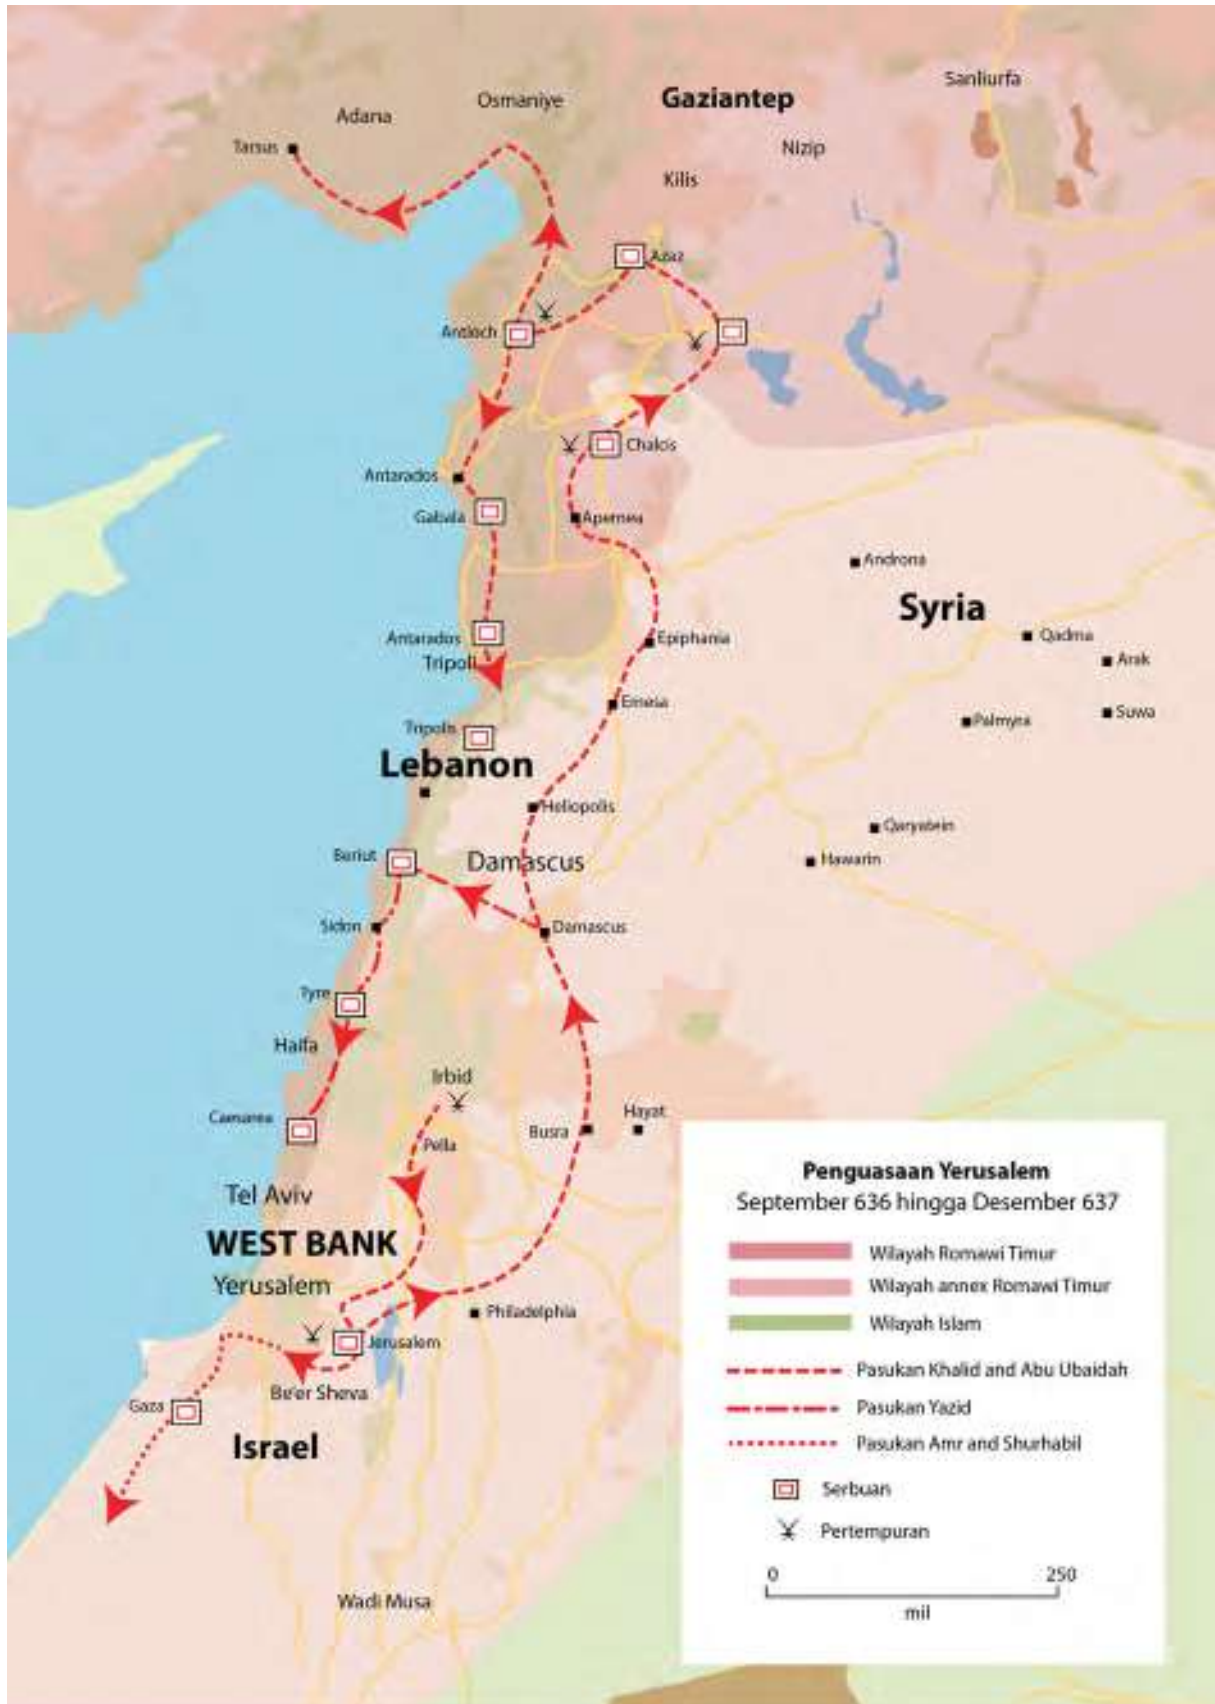 Sanliurfa
Gaziantep
Osmaniye
Adana
Tarsus
Nizip
Kilis
Azaz
Antioch
Chalcis
Antarados
Gabala
Apernea
Androna
Syria
Antarados
Tripoli
Epiphania
Qadma
Arak
Emeia
Palmyra
Suwa
Tripolis
Lebanon
Heliopolis
Qaryatein
Beriut
Damascus
Hawarin
Sidon
Damascus
Tyre
Haifa
Irbid
Hayat
Busra
Pella
Tel Aviv
WEST BANK
Yerusalem
Philadelphia
Jerusalem
Be'er Sheva
Gaza
Israel
Wadi Musa
Penguasaan Yerusalem
September 636 hingga Desember 637
Wilayah Romawi Timur
Wilayah annex Romawi Timur
Wilayah Islam
Pasukan Khalid and Abu Ubaidah
Pasukan Yazid
Pasukan Amr and Shurhabil
Serbuan
Pertempuran
0 250
mil